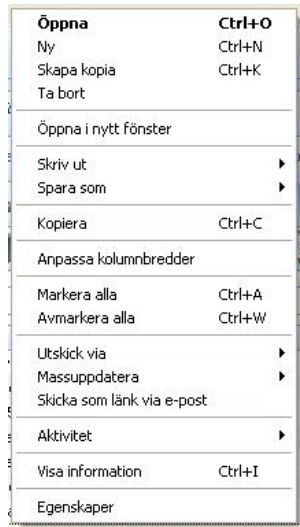 Öppna Ctrl+O
Ny Ctrl+N
Skapa kopia Ctrl+K
Ta bort
Öppna i nytt fönster
Skriv ut
Spara som
Kopiera Ctrl+C
Anpassa kolumnbredder
Markera alla Ctrl+A
Avmarkera alla Ctrl+W
Utskick via
Massuppdatera
Skicka som länk via e-post
Aktivitet
Visa information Ctrl+I
Egenskaper